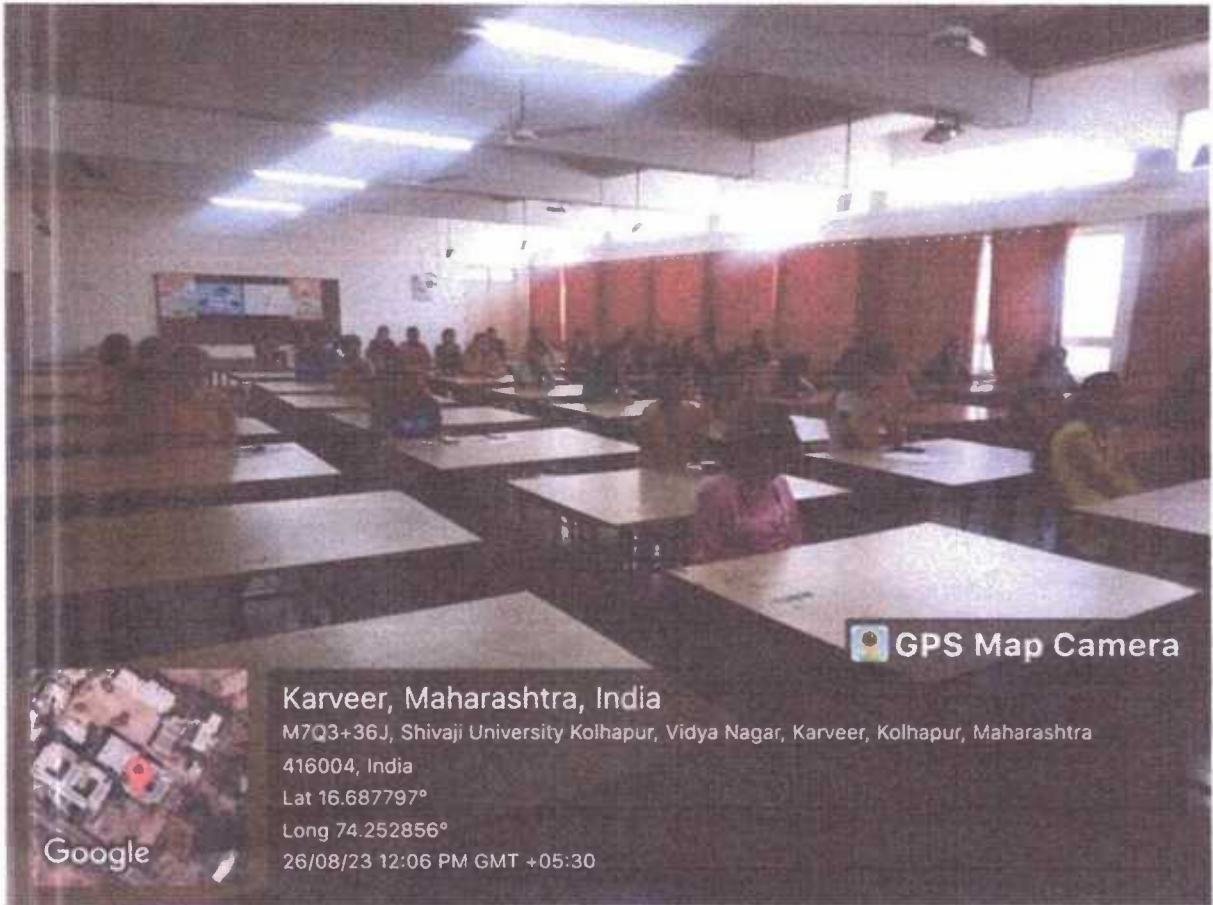 GPS Map Camera
Karveer, Maharashtra, India
M7Q3+36J, Shivaji University Kolhapur, Vidya Nagar, Karveer, Kolhapur, Maharashtra
416004, India
Lat 16.687797°
Long 74.252856°
26/08/23 12:06 PM GMT +05:30
Google